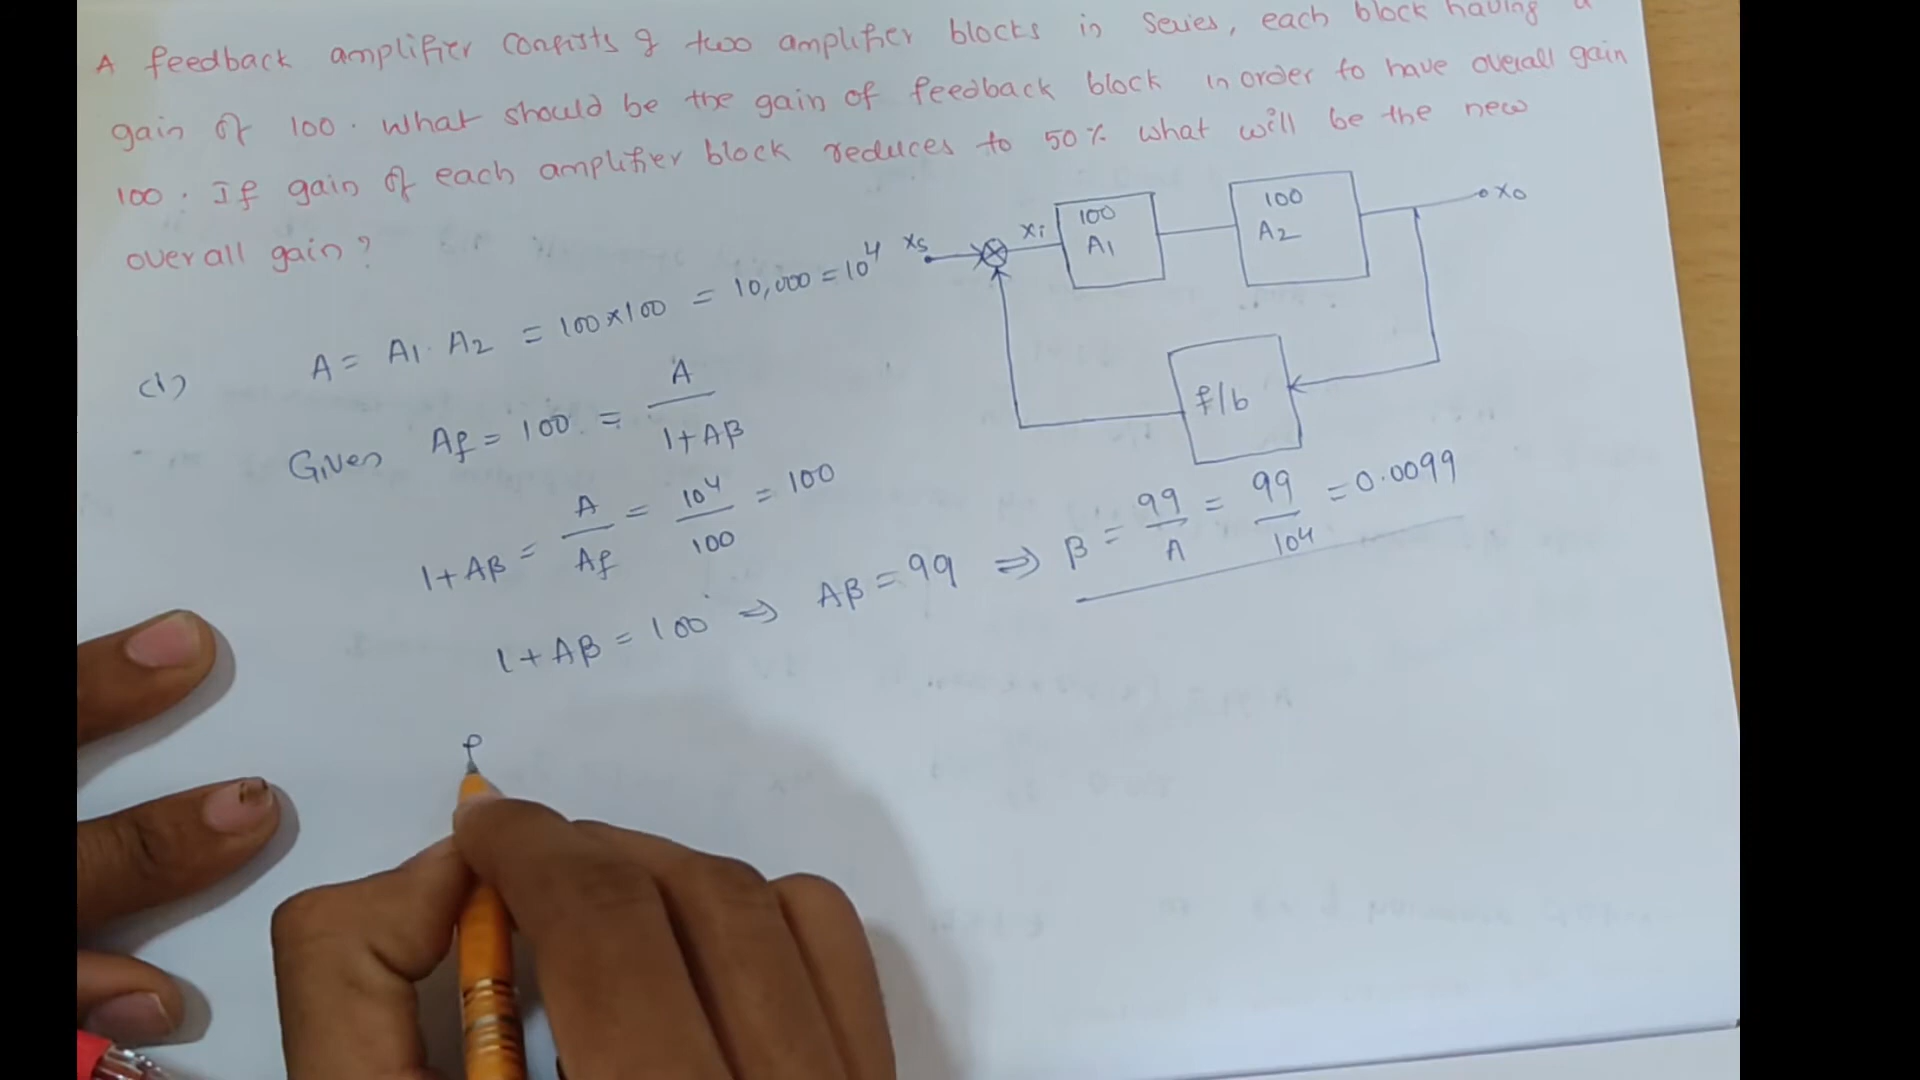 A feedback amplifier consists of two amplifier blocks in series, each block having a
gain of 100. What should be the gain of feedback block in order to have overall gain
100. If gain of each amplifier block reduces to 50% what will be the new
overall gain?
(i) A = A1. A2 = 100×100 = 10,000 = 10^4
Given Af = 100 = A / 1+Aβ
1+Aβ = A/Af = 10^4/100 = 100
1+Aβ = 100 ⇒ Aβ = 99 ⇒ β = 99/A = 99/10^4 = 0.0099
xs
xi
100
A1
100
A2
x0
f/b